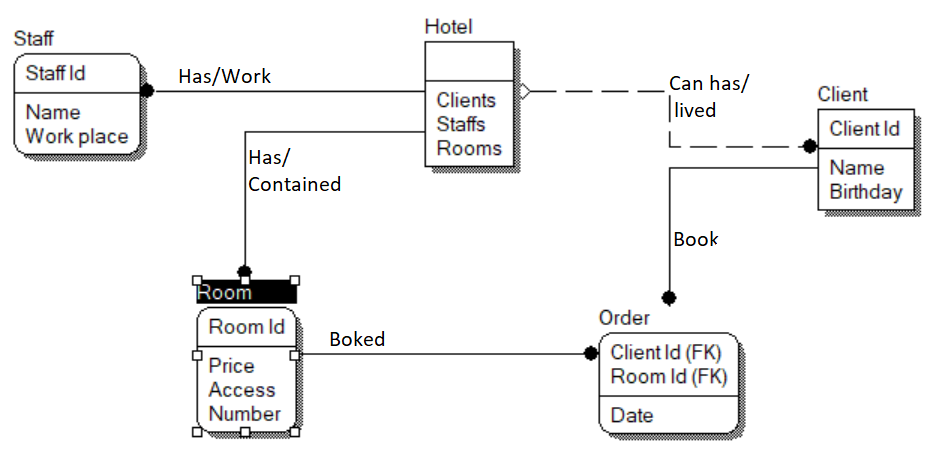 Staff
Staff Id
Name
Work place
Has/Work
Hotel
Clients
Staffs
Rooms
Can has/
lived
Client
Client Id
Name
Birthday
Has/
Contained
Book
Room
Room Id
Price
Access
Number
Boked
Order
Client Id (FK)
Room Id (FK)
Date